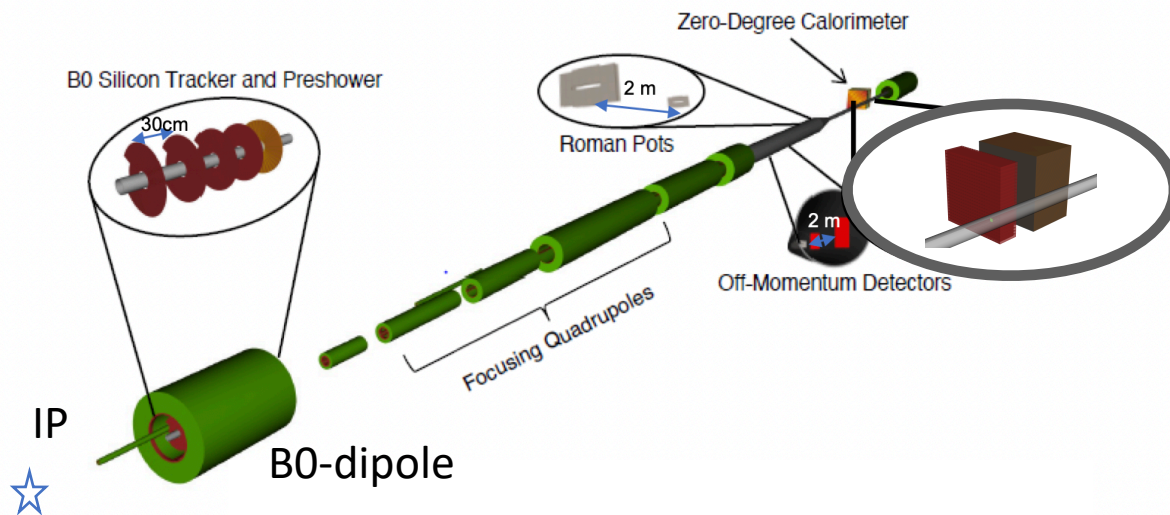 Zero-Degree Calorimeter
B0 Silicon Tracker and Preshower
2 m
30cm
Roman Pots
2 m
Off-Momentum Detectors
Focusing Quadrupoles
IP
B0-dipole